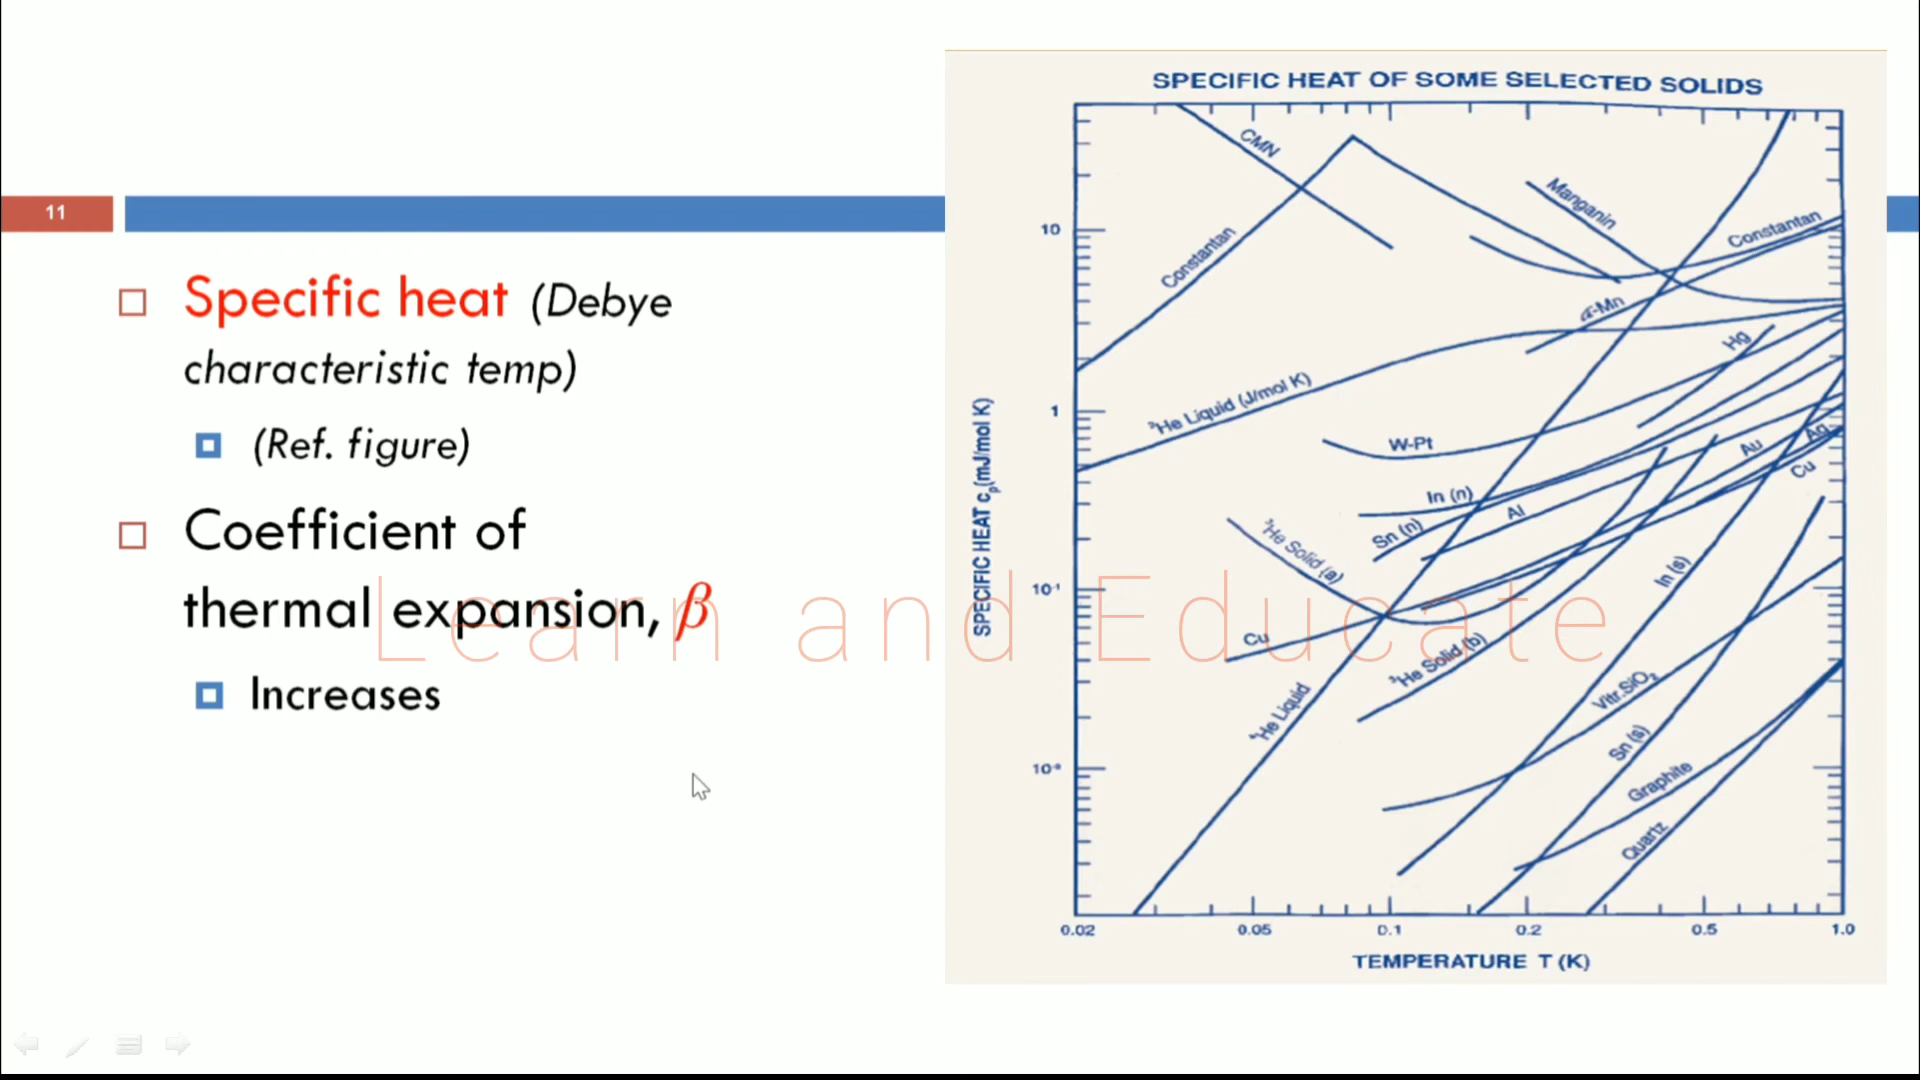 11
Specific heat (Debye
characteristic temp)
(Ref. figure)
Coefficient of
thermal expansion, β
Increases
Learn and Educate
SPECIFIC HEAT OF SOME SELECTED SOLIDS
CMN
Manganin
Constantan
Constantan
10
α-Mn
Hg
³He Liquid (J/mol K)
1
W-Pt
Au
Ag
Cu
In (n)
Al
Sn (n)
³He Solid (a)
In (s)
10⁻¹
Cu
³He Solid (b)
⁴He Liquid
Vitr.SiO₂
Sn (s)
Graphite
Quartz
SPECIFIC HEAT cₚ(mJ/mol K)
0.02 0.05 0.1 0.2 0.5 1.0
TEMPERATURE T (K)